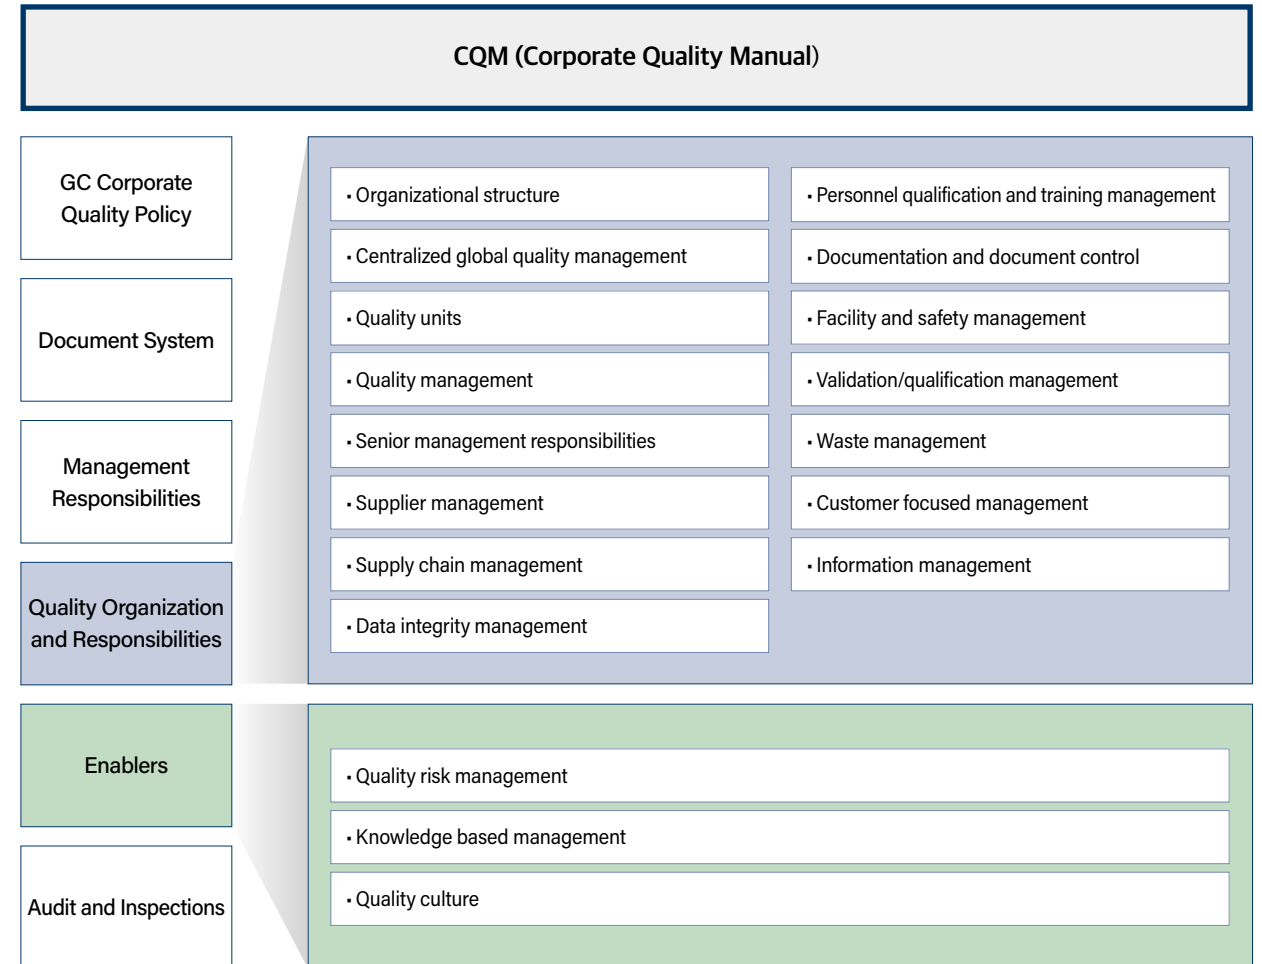 CQM (Corporate Quality Manual)
GC Corporate
Quality Policy
Document System
Management
Responsibilities
Quality Organization
and Responsibilities
Enablers
Audit and Inspections
▪ Organizational structure
▪ Centralized global quality management
▪ Quality units
▪ Quality management
▪ Senior management responsibilities
▪ Supplier management
▪ Supply chain management
▪ Data integrity management
▪ Personnel qualification and training management
▪ Documentation and document control
▪ Facility and safety management
▪ Validation/qualification management
▪ Waste management
▪ Customer focused management
▪ Information management
▪ Quality risk management
▪ Knowledge based management
▪ Quality culture